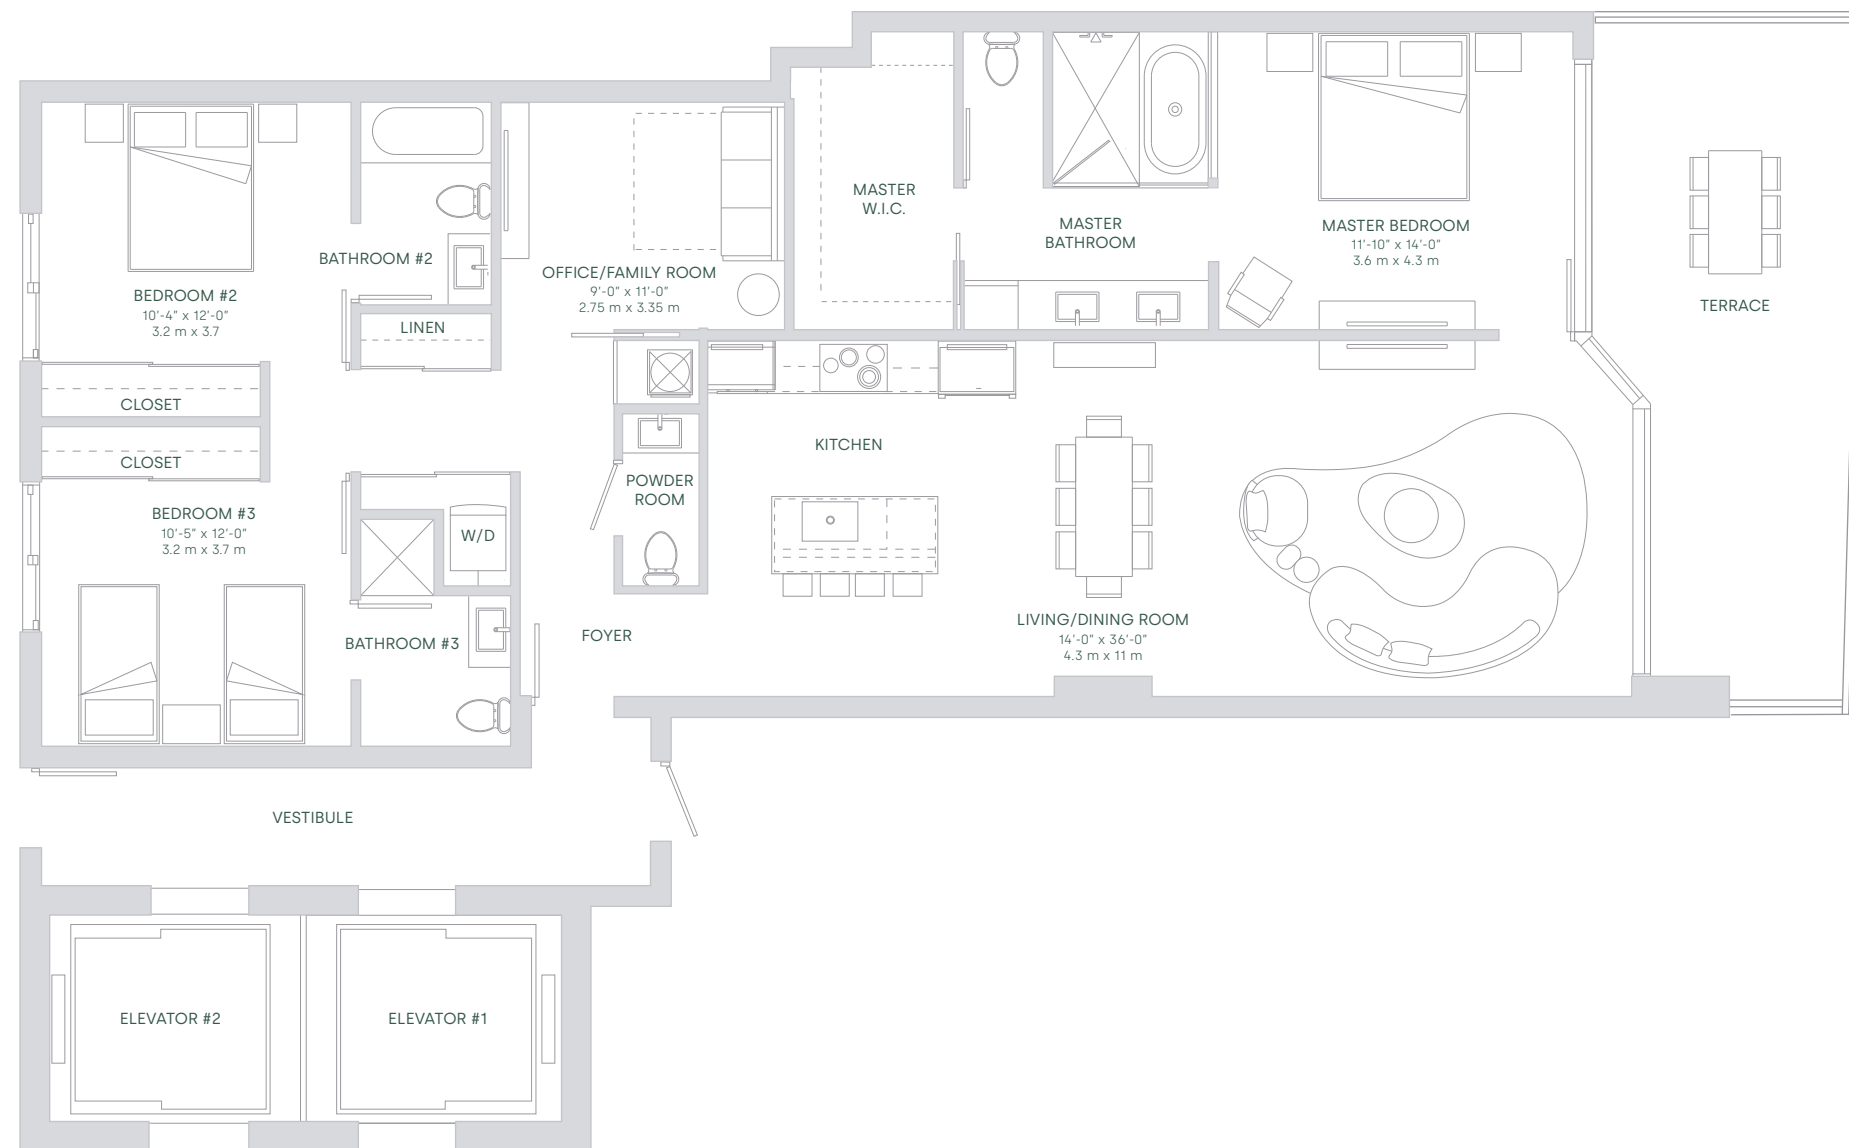 MASTER
W.I.C.
MASTER
BATHROOM
MASTER BEDROOM
11'-10" x 14'-0"
3.6 m x 4.3 m
TERRACE
BATHROOM #2
OFFICE/FAMILY ROOM
9'-0" x 11'-0"
2.75 m x 3.35 m
BEDROOM #2
10'-4" x 12'-0"
3.2 m x 3.7
LINEN
CLOSET
CLOSET
KITCHEN
POWDER
ROOM
BEDROOM #3
10'-5" x 12'-0"
3.2 m x 3.7 m
W/D
LIVING/DINING ROOM
14'-0" x 36'-0"
4.3 m x 11 m
BATHROOM #3
FOYER
VESTIBULE
ELEVATOR #2
ELEVATOR #1